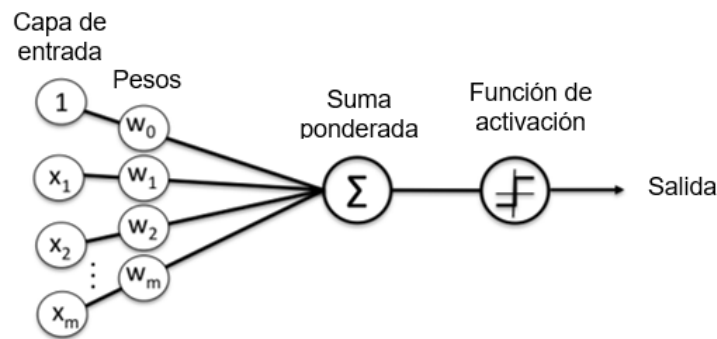 Capa de
entrada
Pesos
Suma
ponderada
Función de
activación
1
w0
x1
w1
x2
w2
⋮
wm
xm
Σ
Salida